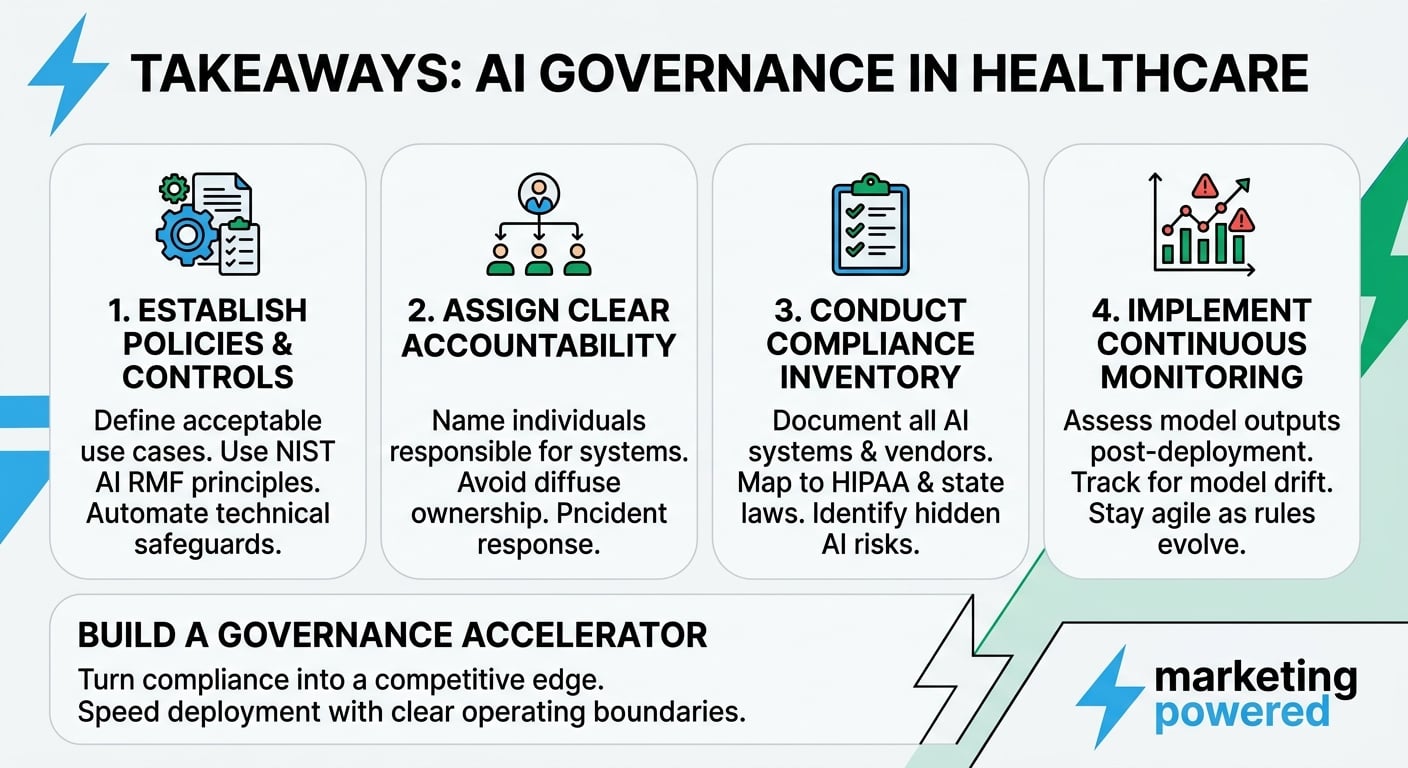 TAKEAWAYS: AI GOVERNANCE IN HEALTHCARE
1. ESTABLISH
POLICIES &
CONTROLS
Define acceptable
use cases. Use NIST
AI RMF principles.
Automate technical
safeguards.
2. ASSIGN CLEAR
ACCOUNTABILITY
Name individuals
responsible for systems.
Avoid diffuse
ownership. Pncident
response.
3. CONDUCT
COMPLIANCE
INVENTORY
Document all AI
systems & vendors.
Map to HIPAA & state
laws. Identify hidden
AI risks.
4. IMPLEMENT
CONTINUOUS
MONITORING
Assess model outputs
post-deployment.
Track for model drift.
Stay agile as rules
evolve.
BUILD A GOVERNANCE ACCELERATOR
Turn compliance into a competitive edge.
Speed deployment with clear operating boundaries.
marketing
powered